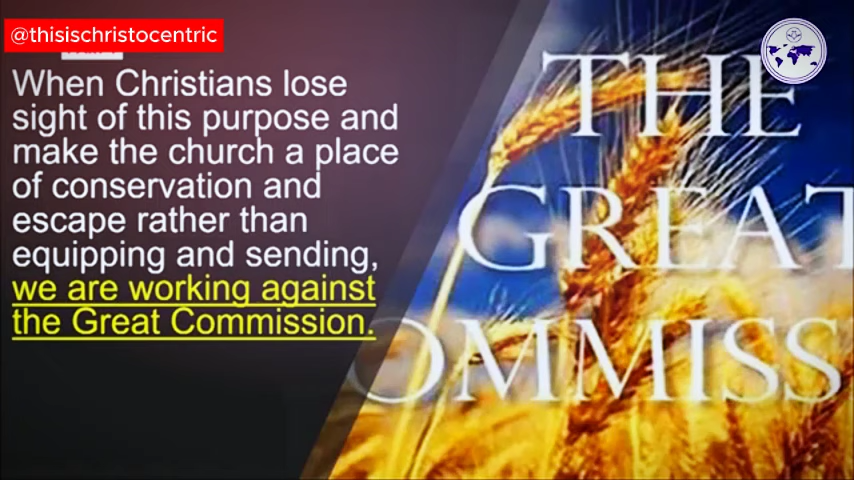 @thisischristocentric
When Christians lose
sight of this purpose and
make the church a place
of conservation and
escape rather than
equipping and sending,
we are working against
the Great Commission.
THE
GREAT
OMMISS